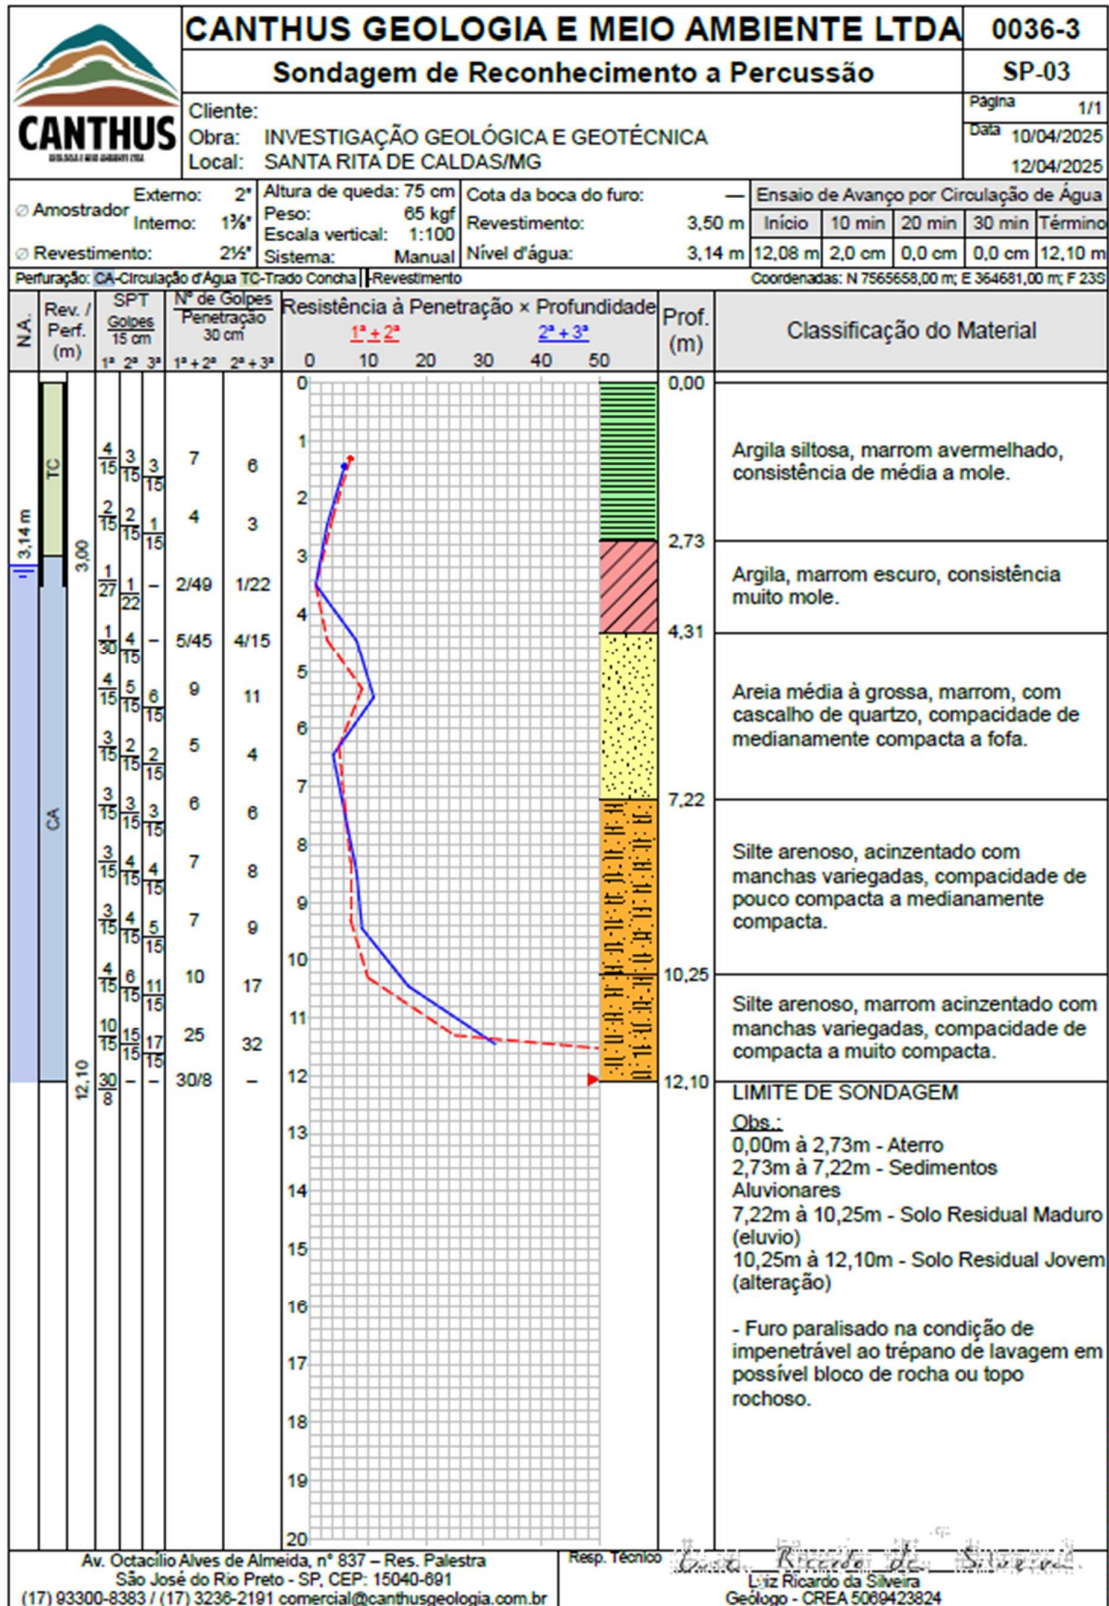 CANTHUS GEOLOGIA E MEIO AMBIENTE LTDA
0036-3
Sondagem de Reconhecimento a Percussão
SP-03
CANTHUS
GEOLOGIA E MEIO AMBIENTE LTDA
Cliente:
Obra: INVESTIGAÇÃO GEOLÓGICA E GEOTÉCNICA
Local: SANTA RITA DE CALDAS/MG
Página 1/1
Data 10/04/2025
12/04/2025
Ø Amostrador Externo: 2"
Interno: 1⅜"
Ø Revestimento: 2½"
Altura de queda: 75 cm
Peso: 65 kgf
Escala vertical: 1:100
Sistema: Manual
Cota da boca do furo: —
Revestimento: 3,50 m
Nível d'água: 3,14 m
Ensaio de Avanço por Circulação de Água
Início 10 min 20 min 30 min Término
12,08 m 2,0 cm 0,0 cm 0,0 cm 12,10 m
Perfuração: CA-Circulação d'Água TC-Trado Concha -Revestimento
Coordenadas: N 7565658,00 m; E 364681,00 m; F 23S
N.A.
Rev. / Perf. (m)
SPT
Golpes
15 cm
1ª 2ª 3ª
Nº de Golpes
Penetração
30 cm
1ª + 2ª 2ª + 3ª
Resistência à Penetração × Profundidade
1ª + 2ª 2ª + 3ª
0 10 20 30 40 50
Prof. (m)
Classificação do Material
3,14 m
TC
3,00
CA
12,10
4/15 3/15 3/15 7 6
2/15 2/15 1/15 4 3
1/27 1/22 – 2/49 1/22
1/30 4/15 – 5/45 4/15
4/15 5/15 6/15 9 11
3/15 2/15 2/15 5 4
3/15 3/15 3/15 6 6
3/15 4/15 4/15 7 8
3/15 4/15 5/15 7 9
4/15 6/15 11/15 10 17
10/15 15/15 17/15 25 32
30/8 – – 30/8 –
0
1
2
3
4
5
6
7
8
9
10
11
12
13
14
15
16
17
18
19
20
0,00
Argila siltosa, marrom avermelhado,
consistência de média a mole.
2,73
Argila, marrom escuro, consistência
muito mole.
4,31
Areia média à grossa, marrom, com
cascalho de quartzo, compacidade de
medianamente compacta a fofa.
7,22
Silte arenoso, acinzentado com
manchas variegadas, compacidade de
pouco compacta a medianamente
compacta.
10,25
Silte arenoso, marrom acinzentado com
manchas variegadas, compacidade de
compacta a muito compacta.
12,10
LIMITE DE SONDAGEM
Obs.:
0,00m à 2,73m - Aterro
2,73m à 7,22m - Sedimentos
Aluvionares
7,22m à 10,25m - Solo Residual Maduro
(eluvio)
10,25m à 12,10m - Solo Residual Jovem
(alteração)
- Furo paralisado na condição de
impenetrável ao trépano de lavagem em
possível bloco de rocha ou topo
rochoso.
Av. Octacílio Alves de Almeida, n° 837 – Res. Palestra
São José do Rio Preto - SP, CEP: 15040-691
(17) 93300-8383 / (17) 3236-2191 comercial@canthusgeologia.com.br
Resp. Técnico
Ricardo da Silveira
Luiz Ricardo da Silveira
Geólogo - CREA 5069423824